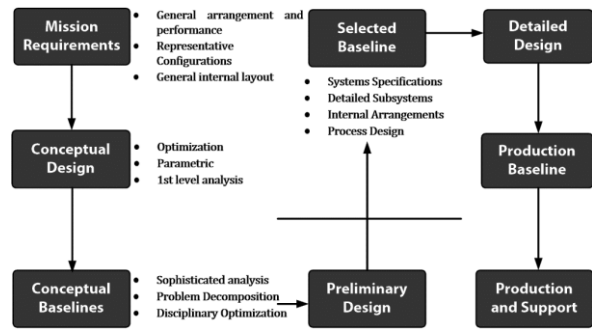 Mission
Requirements
• General arrangement and
performance
• Representative
Configurations
• General internal layout
Conceptual
Design
• Optimization
• Parametric
• 1st level analysis
Conceptual
Baselines
• Sophisticated analysis
• Problem Decomposition
• Disciplinary Optimization
Preliminary
Design
Selected
Baseline
• Systems Specifications
• Detailed Subsystems
• Internal Arrangements
• Process Design
Detailed
Design
Production
Baseline
Production
and Support